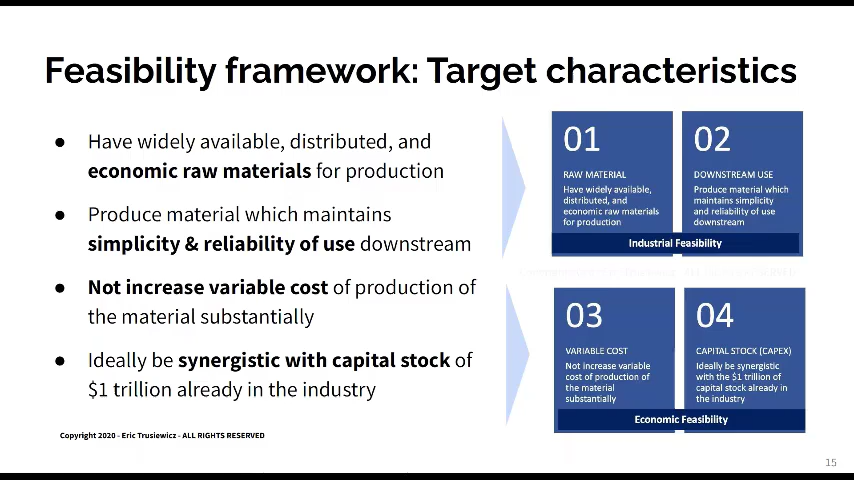 Feasibility framework: Target characteristics
● Have widely available, distributed, and
economic raw materials for production
● Produce material which maintains
simplicity & reliability of use downstream
● Not increase variable cost of production of
the material substantially
● Ideally be synergistic with capital stock of
$1 trillion already in the industry
Copyright 2020 - Eric Trusiewicz - ALL RIGHTS RESERVED
01
RAW MATERIAL
Have widely available,
distributed, and
economic raw materials
for production
02
DOWNSTREAM USE
Produce material which
maintains simplicity
and reliability of use
downstream
Industrial Feasibility
03
VARIABLE COST
Not increase variable
cost of production of
the material
substantially
04
CAPITAL STOCK (CAPEX)
Ideally be synergistic
with the $1 trillion of
capital stock already in
the industry
Economic Feasibility
15